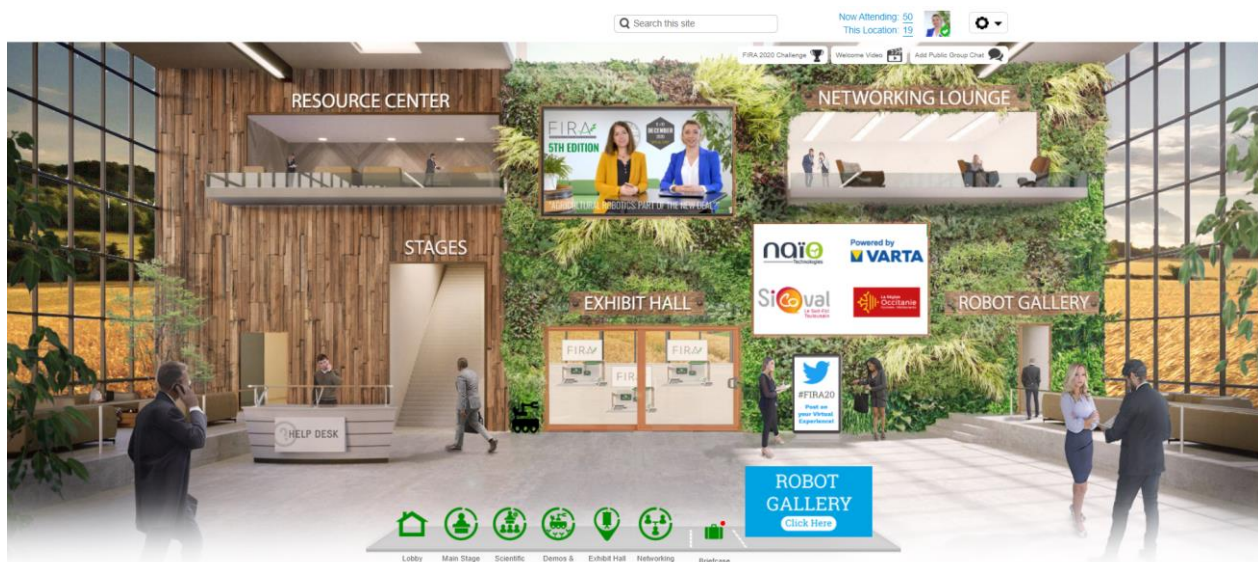 Search this site
Now Attending: 50
This Location: 19
FIRA 2020 Challenge
Welcome Video
Add Public Group Chat
RESOURCE CENTER
NETWORKING LOUNGE
FIRA
5TH EDITION
DECEMBER
"AGRICULTURAL ROBOTICS: PART OF THE NEW DEAL"
STAGES
naïo
Technologies
Powered by
VARTA
Sicoval
La Région
Occitanie
EXHIBIT HALL
ROBOT GALLERY
FIRA
FIRA
FIR
#FIRA20
Post on
your Virtual
Experience!
?HELP DESK
ROBOT
GALLERY
Click Here
Lobby
Main Stage
Scientific
Demos &
Exhibit Hall
Networking
Briefcase